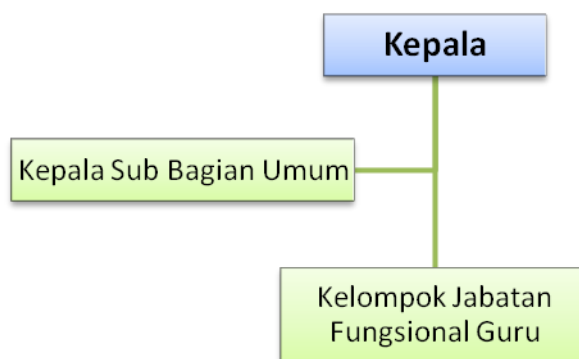 Kepala
Kepala Sub Bagian Umum
Kelompok Jabatan
Fungsional Guru